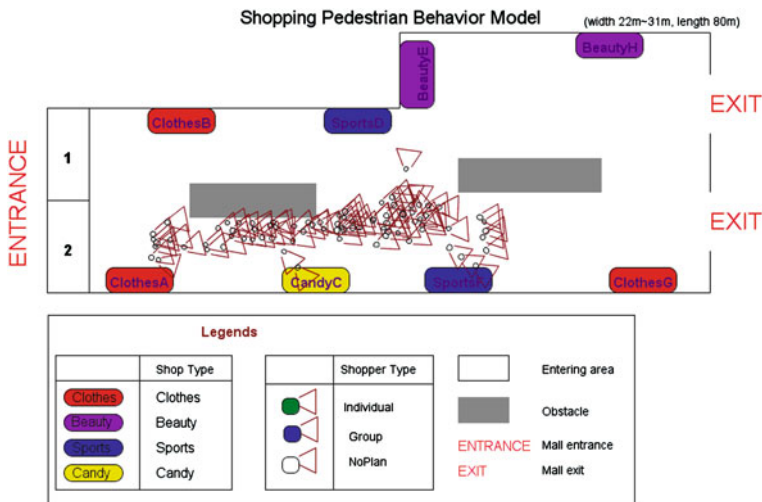 Shopping Pedestrian Behavior Model
(width 22m~31m, length 80m)
BeautyE
BeautyH
EXIT
ClothesB
SportsD
ENTRANCE
1
2
EXIT
ClothesA
CandyC
ClothesG
Legends
Shop Type
Clothes Clothes
Beauty Beauty
Sports Sports
Candy Candy
Shopper Type
Individual
Group
NoPlan
Entering area
Obstacle
ENTRANCE Mall entrance
EXIT Mall exit